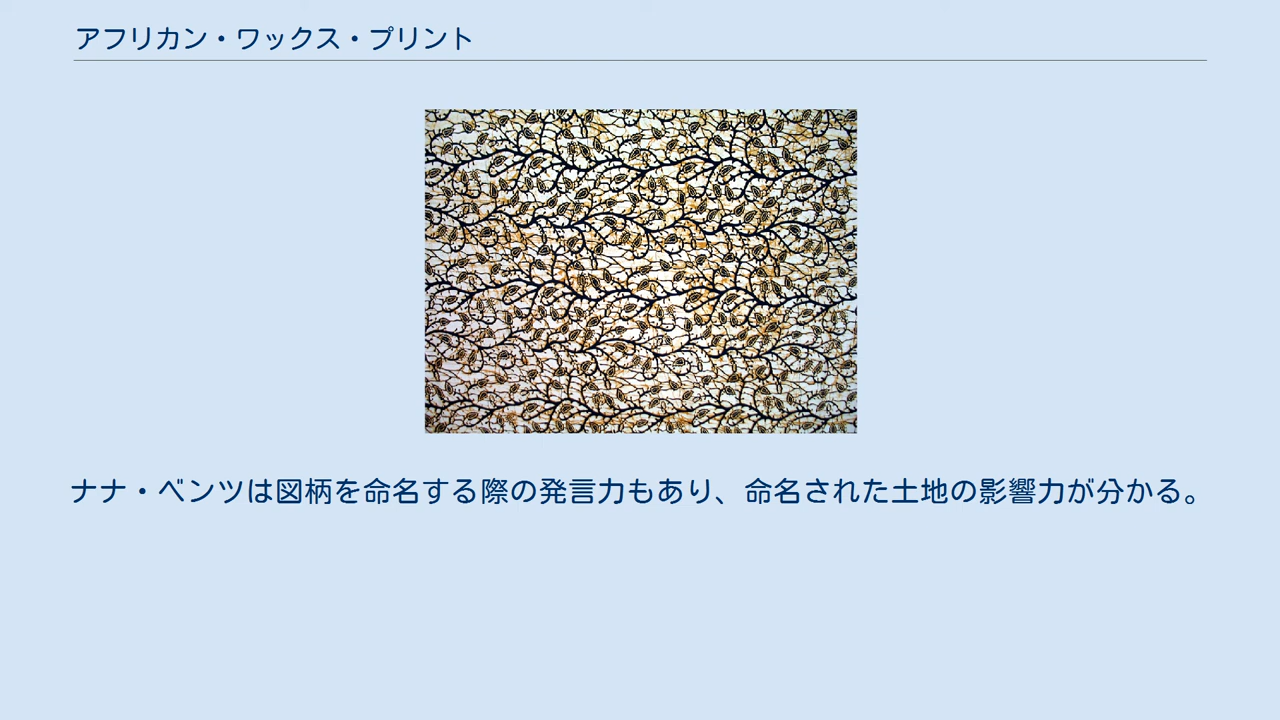 アフリカン・ワックス・プリント
ナナ・ベンツは図柄を命名する際の発言力もあり、命名された土地の影響力が分かる。